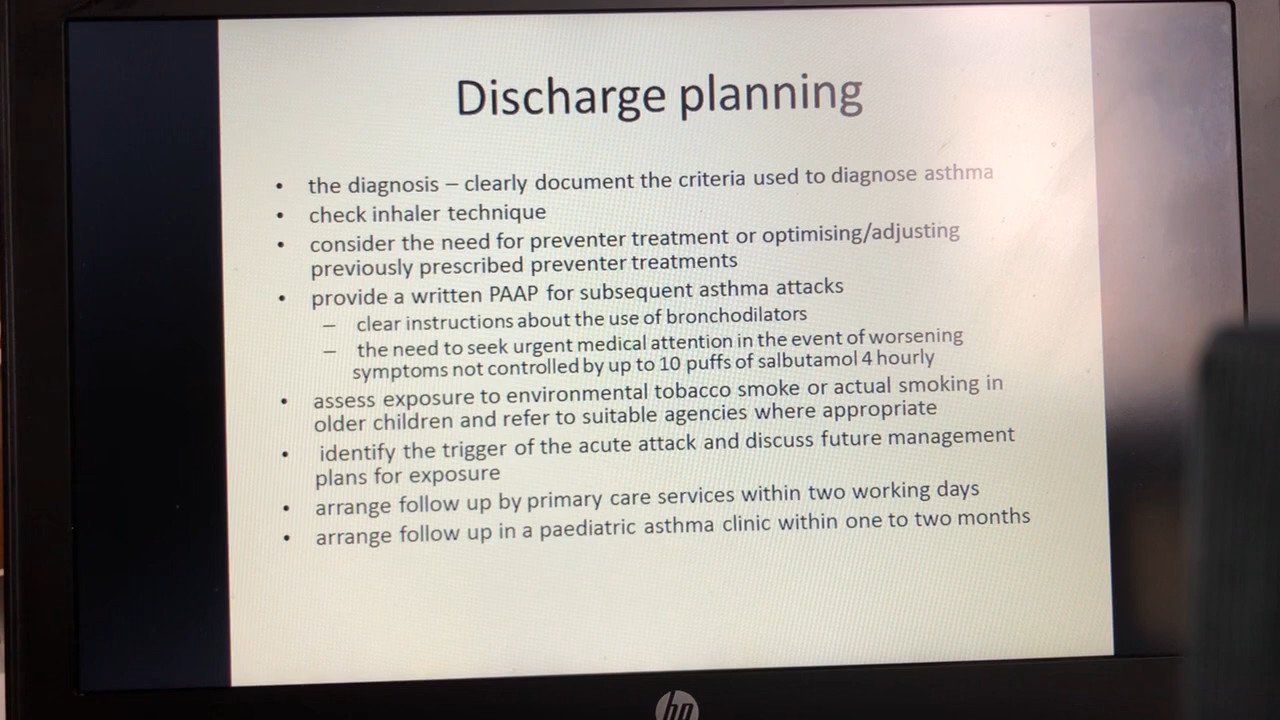 Discharge planning
• the diagnosis – clearly document the criteria used to diagnose asthma
• check inhaler technique
• consider the need for preventer treatment or optimising/adjusting
previously prescribed preventer treatments
• provide a written PAAP for subsequent asthma attacks
– clear instructions about the use of bronchodilators
– the need to seek urgent medical attention in the event of worsening
symptoms not controlled by up to 10 puffs of salbutamol 4 hourly
• assess exposure to environmental tobacco smoke or actual smoking in
older children and refer to suitable agencies where appropriate
• identify the trigger of the acute attack and discuss future management
plans for exposure
• arrange follow up by primary care services within two working days
• arrange follow up in a paediatric asthma clinic within one to two months
hp